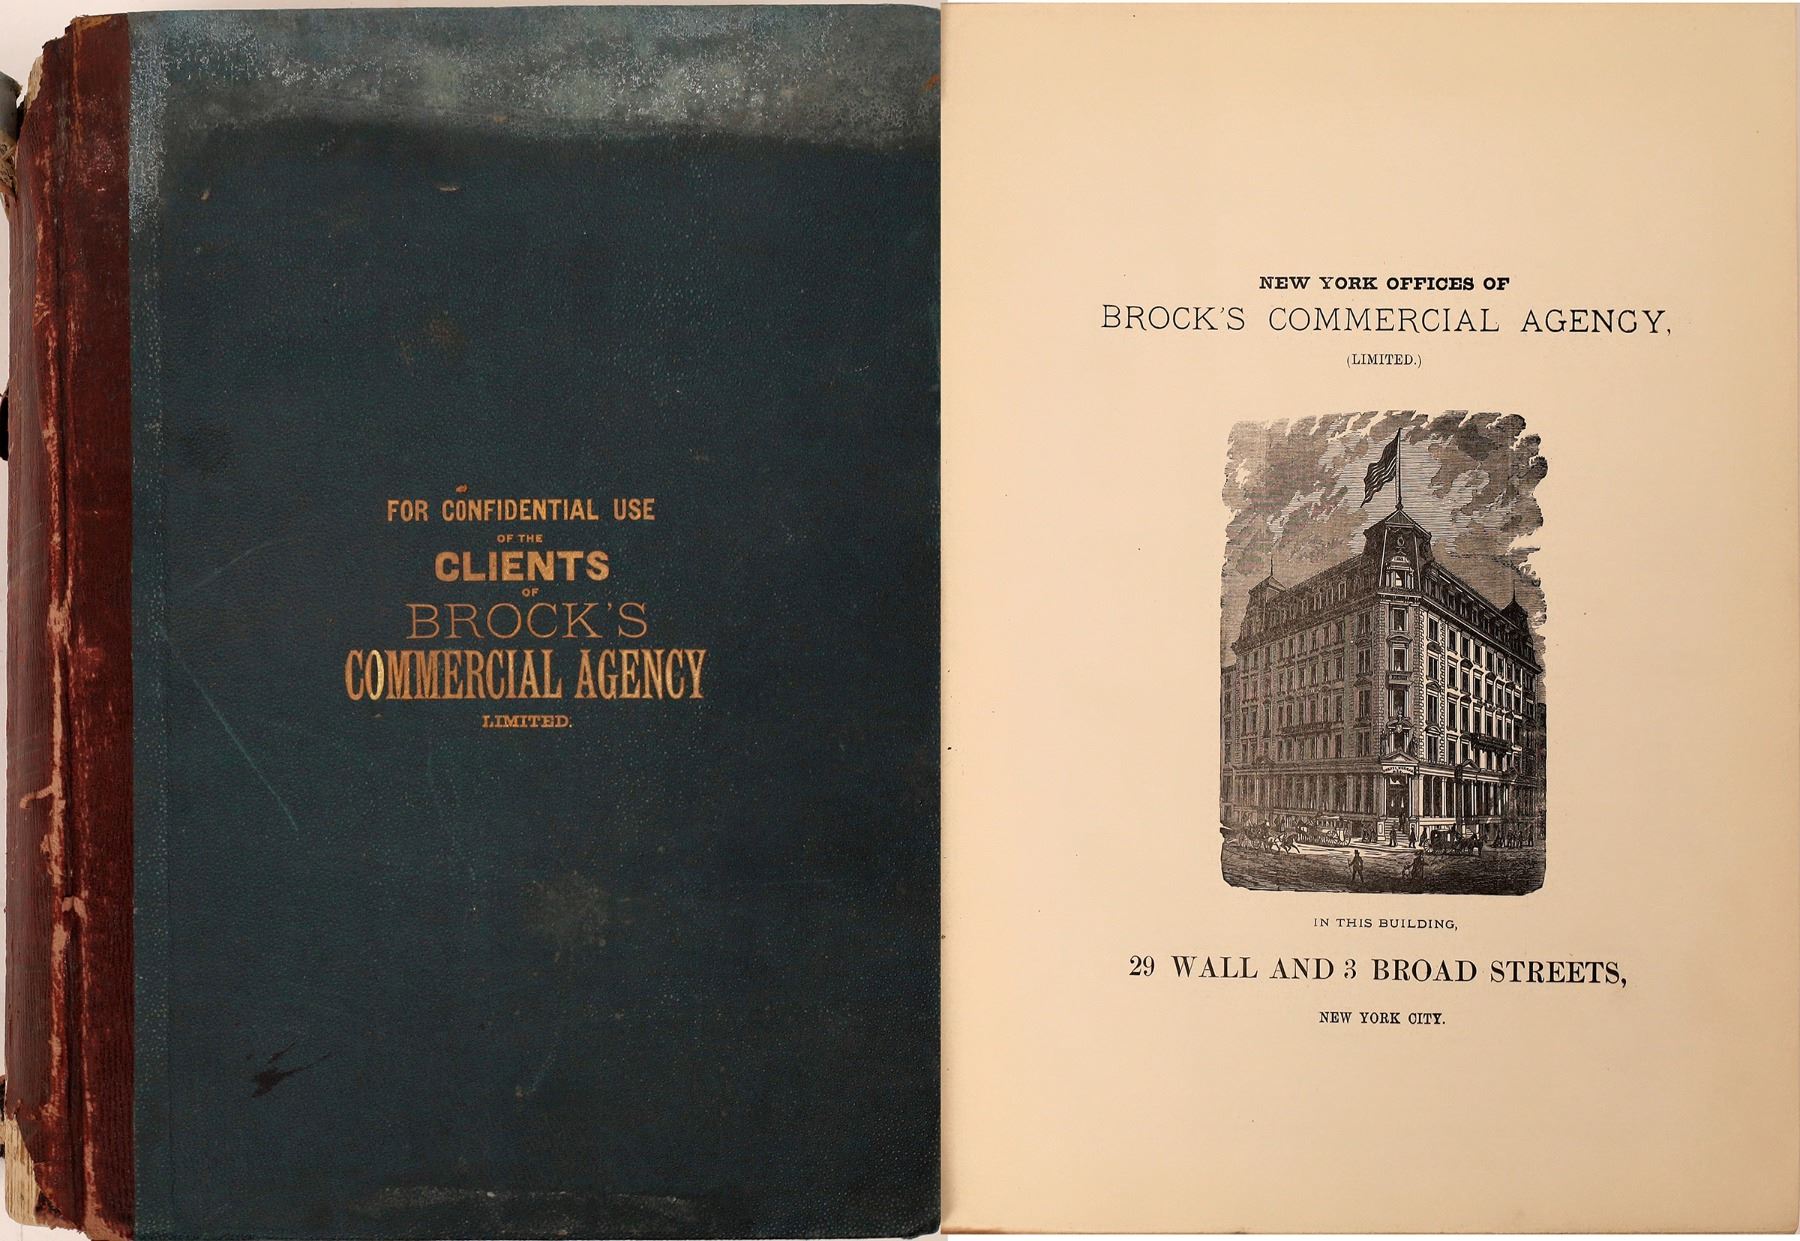 FOR CONFIDENTIAL USE
OF THE
CLIENTS
OF
BROCK'S
COMMERCIAL AGENCY
LIMITED.
NEW YORK OFFICES OF
BROCK'S COMMERCIAL AGENCY,
(LIMITED.)
IN THIS BUILDING,
29 WALL AND 3 BROAD STREETS,
NEW YORK CITY.